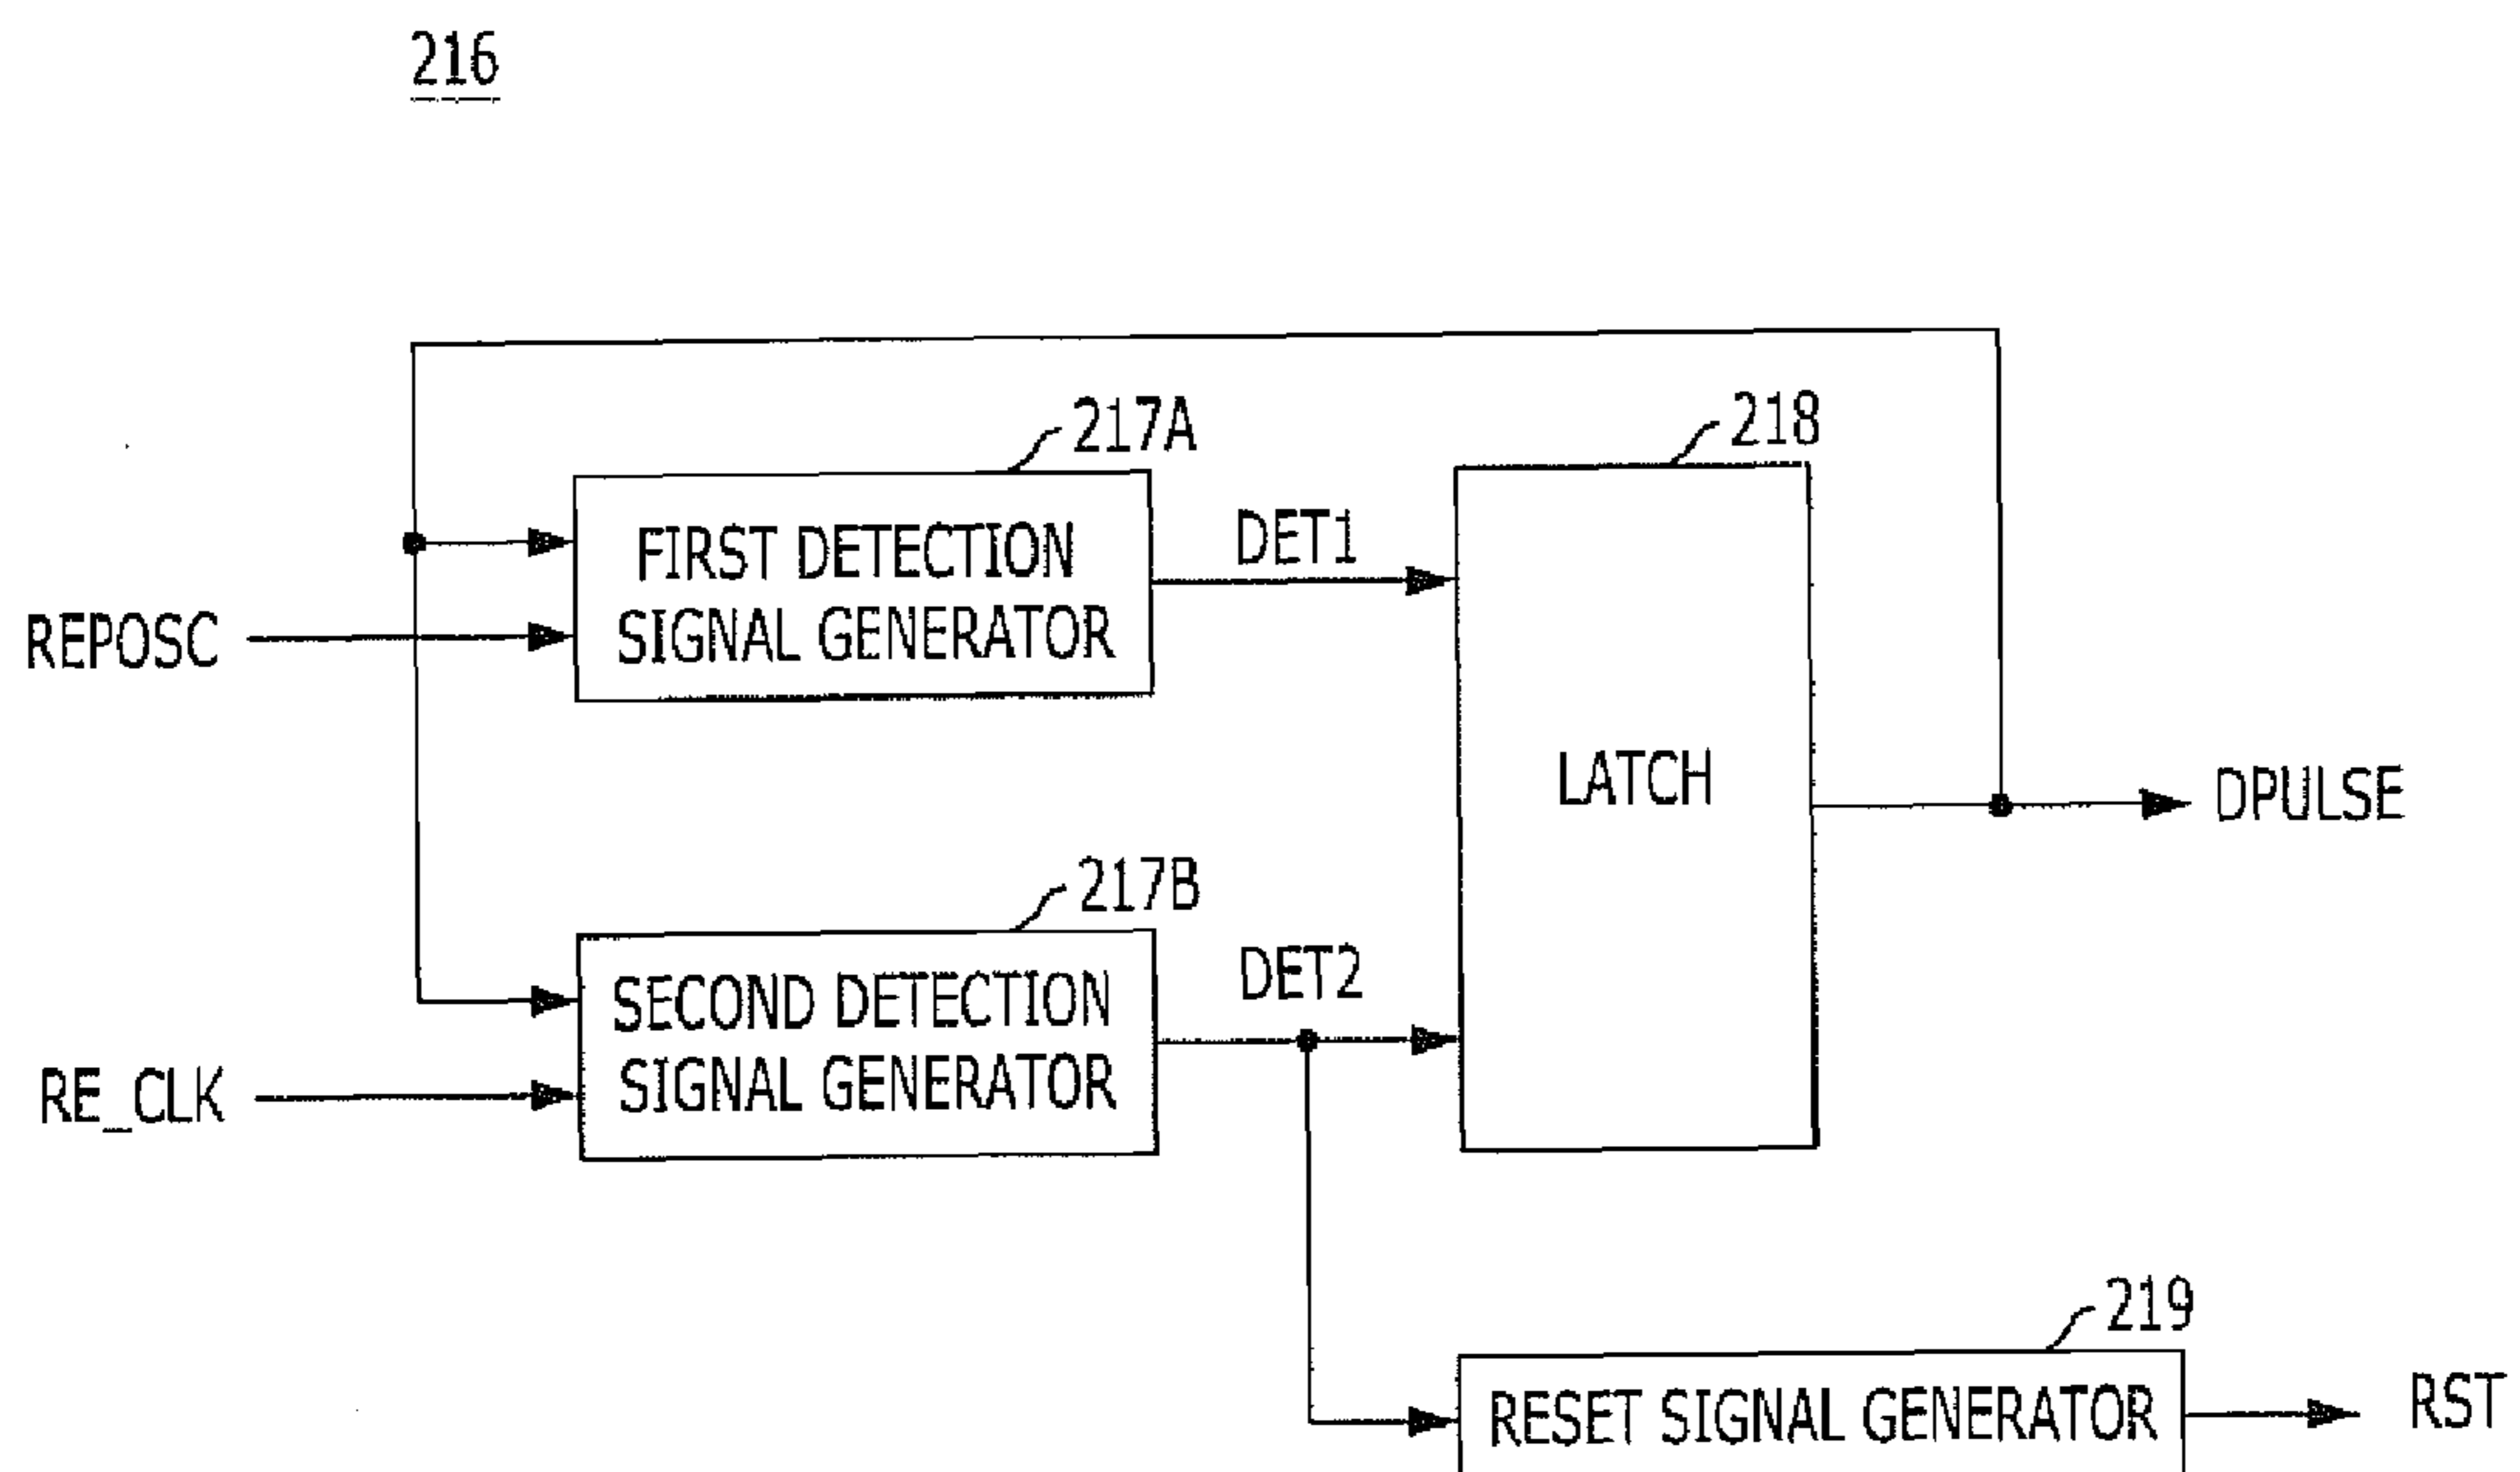 216
217A
218
FIRST DETECTION
SIGNAL GENERATOR
DET1
REPOSC
LATCH
DPULSE
217B
SECOND DETECTION
SIGNAL GENERATOR
DET2
RE_CLK
219
RESET SIGNAL GENERATOR
RST